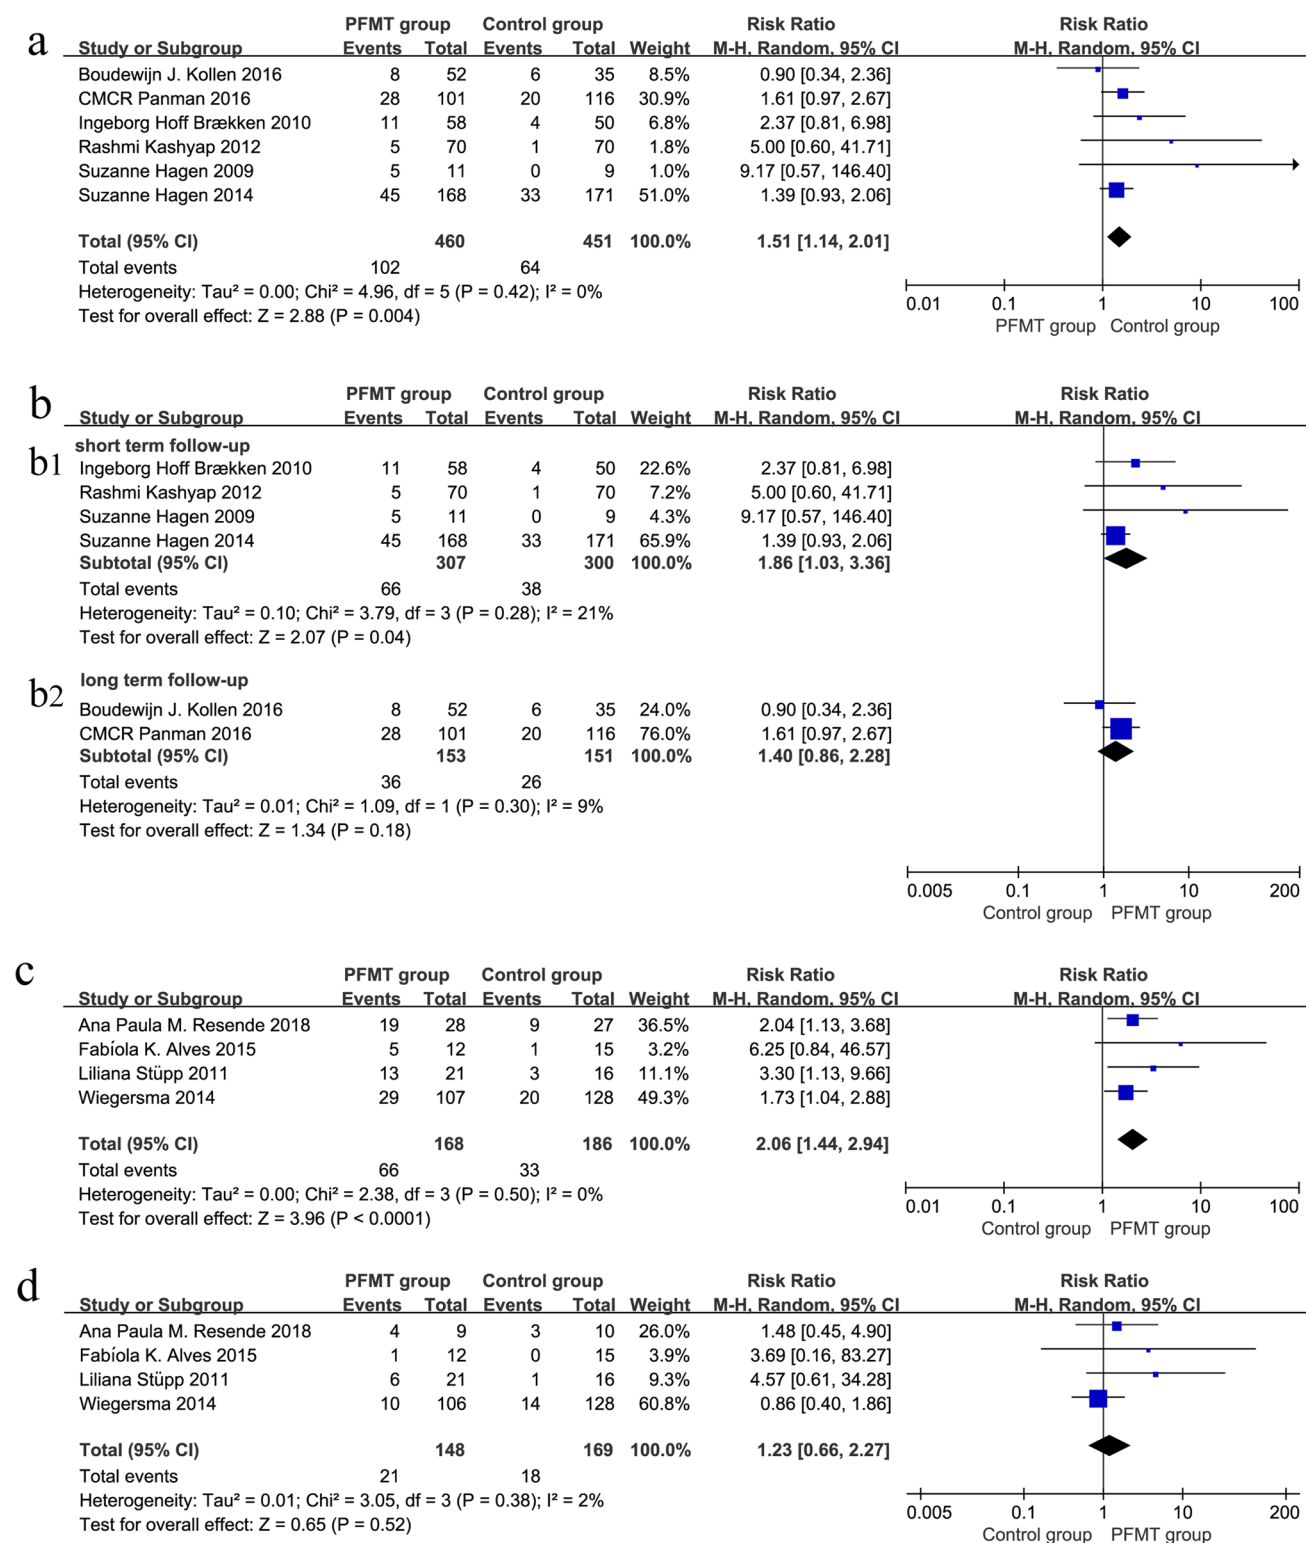 a
PFMT group Control group Risk Ratio Risk Ratio
Study or Subgroup Events Total Events Total Weight M-H, Random, 95% CI M-H, Random, 95% CI
Boudewijn J. Kollen 2016 8 52 6 35 8.5% 0.90 [0.34, 2.36]
CMCR Panman 2016 28 101 20 116 30.9% 1.61 [0.97, 2.67]
Ingeborg Hoff Brækken 2010 11 58 4 50 6.8% 2.37 [0.81, 6.98]
Rashmi Kashyap 2012 5 70 1 70 1.8% 5.00 [0.60, 41.71]
Suzanne Hagen 2009 5 11 0 9 1.0% 9.17 [0.57, 146.40]
Suzanne Hagen 2014 45 168 33 171 51.0% 1.39 [0.93, 2.06]
Total (95% CI) 460 451 100.0% 1.51 [1.14, 2.01]
Total events 102 64
Heterogeneity: Tau² = 0.00; Chi² = 4.96, df = 5 (P = 0.42); I² = 0%
Test for overall effect: Z = 2.88 (P = 0.004)
0.01 0.1 1 10 100
PFMT group Control group
b
PFMT group Control group Risk Ratio Risk Ratio
Study or Subgroup Events Total Events Total Weight M-H, Random, 95% CI M-H, Random, 95% CI
b1 short term follow-up
Ingeborg Hoff Brækken 2010 11 58 4 50 22.6% 2.37 [0.81, 6.98]
Rashmi Kashyap 2012 5 70 1 70 7.2% 5.00 [0.60, 41.71]
Suzanne Hagen 2009 5 11 0 9 4.3% 9.17 [0.57, 146.40]
Suzanne Hagen 2014 45 168 33 171 65.9% 1.39 [0.93, 2.06]
Subtotal (95% CI) 307 300 100.0% 1.86 [1.03, 3.36]
Total events 66 38
Heterogeneity: Tau² = 0.10; Chi² = 3.79, df = 3 (P = 0.28); I² = 21%
Test for overall effect: Z = 2.07 (P = 0.04)
b2 long term follow-up
Boudewijn J. Kollen 2016 8 52 6 35 24.0% 0.90 [0.34, 2.36]
CMCR Panman 2016 28 101 20 116 76.0% 1.61 [0.97, 2.67]
Subtotal (95% CI) 153 151 100.0% 1.40 [0.86, 2.28]
Total events 36 26
Heterogeneity: Tau² = 0.01; Chi² = 1.09, df = 1 (P = 0.30); I² = 9%
Test for overall effect: Z = 1.34 (P = 0.18)
0.005 0.1 1 10 200
Control group PFMT group
c
PFMT group Control group Risk Ratio Risk Ratio
Study or Subgroup Events Total Events Total Weight M-H, Random, 95% CI M-H, Random, 95% CI
Ana Paula M. Resende 2018 19 28 9 27 36.5% 2.04 [1.13, 3.68]
Fabíola K. Alves 2015 5 12 1 15 3.2% 6.25 [0.84, 46.57]
Liliana Stüpp 2011 13 21 3 16 11.1% 3.30 [1.13, 9.66]
Wiegersma 2014 29 107 20 128 49.3% 1.73 [1.04, 2.88]
Total (95% CI) 168 186 100.0% 2.06 [1.44, 2.94]
Total events 66 33
Heterogeneity: Tau² = 0.00; Chi² = 2.38, df = 3 (P = 0.50); I² = 0%
Test for overall effect: Z = 3.96 (P < 0.0001)
0.01 0.1 1 10 100
Control group PFMT group
d
PFMT group Control group Risk Ratio Risk Ratio
Study or Subgroup Events Total Events Total Weight M-H, Random, 95% CI M-H, Random, 95% CI
Ana Paula M. Resende 2018 4 9 3 10 26.0% 1.48 [0.45, 4.90]
Fabíola K. Alves 2015 1 12 0 15 3.9% 3.69 [0.16, 83.27]
Liliana Stüpp 2011 6 21 1 16 9.3% 4.57 [0.61, 34.28]
Wiegersma 2014 10 106 14 128 60.8% 0.86 [0.40, 1.86]
Total (95% CI) 148 169 100.0% 1.23 [0.66, 2.27]
Total events 21 18
Heterogeneity: Tau² = 0.01; Chi² = 3.05, df = 3 (P = 0.38); I² = 2%
Test for overall effect: Z = 0.65 (P = 0.52)
0.005 0.1 1 10 200
Control group PFMT group